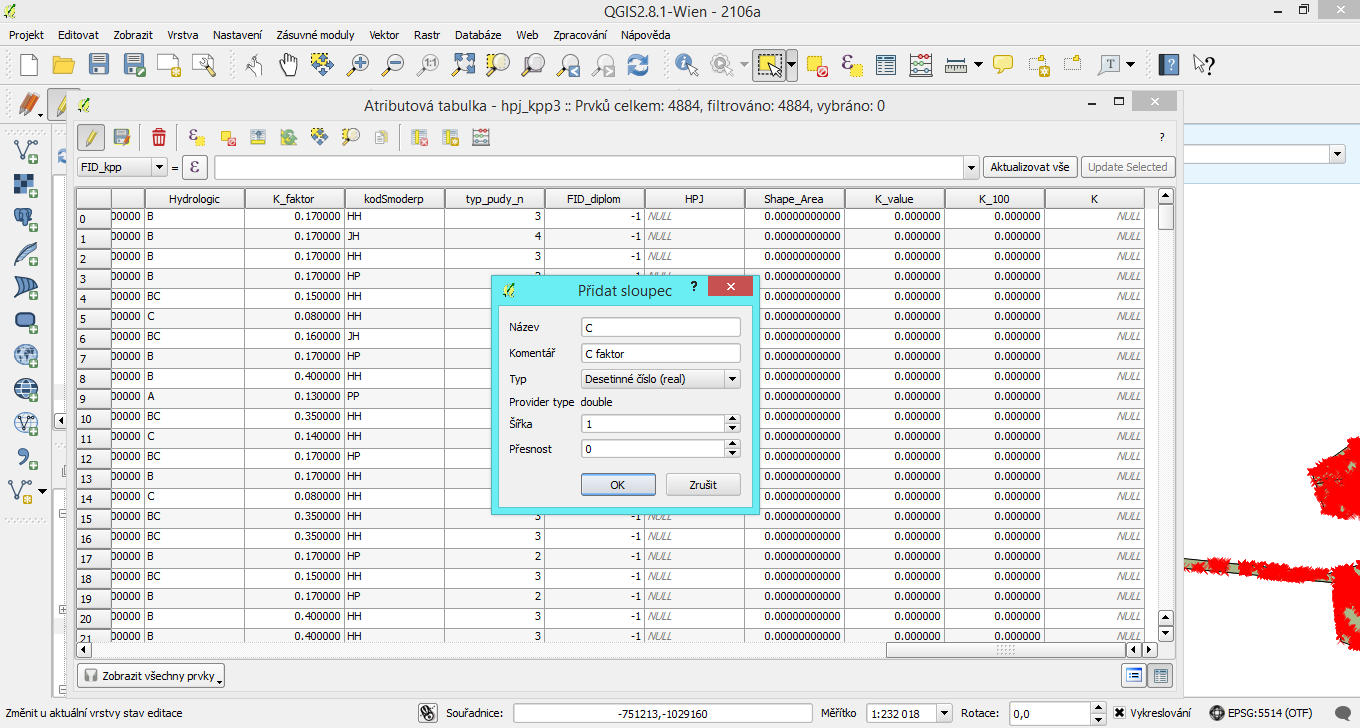 QGIS2.8.1-Wien - 2106a
Projekt Editovat Zobrazit Vrstva Nastavení Zásuvné moduly Vektor Rastr Databáze Web Zpracování Nápověda
Atributová tabulka - hpj_kpp3 :: Prvků celkem: 4884, filtrováno: 4884, vybráno: 0
FID_kpp = ε Aktualizovat vše Update Selected
Hydrologic K_faktor kodSmoderp typ_pudy_n FID_diplom HPJ Shape_Area K_value K_100 K
0 00000 B 0.170000 HH 3 -1 NULL 0.00000000000 0.000000 0.000000 NULL
1 00000 B 0.170000 JH 4 -1 NULL 0.00000000000 0.000000 0.000000 NULL
2 00000 B 0.170000 HH 3 -1 NULL 0.00000000000 0.000000 0.000000 NULL
3 00000 B 0.170000 HP -1 NULL 0.00000000000 0.000000 0.000000 NULL
4 00000 BC 0.150000 HH 0.00000000000 0.000000 0.000000 NULL
5 00000 C 0.080000 HH 0.00000000000 0.000000 0.000000 NULL
6 00000 BC 0.160000 JH 0.00000000000 0.000000 0.000000 NULL
7 00000 B 0.170000 HP 0.00000000000 0.000000 0.000000 NULL
8 00000 B 0.400000 HH 0.00000000000 0.000000 0.000000 NULL
9 00000 A 0.130000 PP 0.00000000000 0.000000 0.000000 NULL
10 00000 BC 0.350000 HH 0.00000000000 0.000000 0.000000 NULL
11 00000 C 0.140000 HH 0.00000000000 0.000000 0.000000 NULL
12 00000 BC 0.170000 HP 0.00000000000 0.000000 0.000000 NULL
13 00000 B 0.170000 HH 0.00000000000 0.000000 0.000000 NULL
14 00000 C 0.080000 HH 0.00000000000 0.000000 0.000000 NULL
15 00000 BC 0.350000 HH 3 -1 NULL 0.00000000000 0.000000 0.000000 NULL
16 00000 BC 0.350000 HH 3 -1 NULL 0.00000000000 0.000000 0.000000 NULL
17 00000 B 0.170000 HP 2 -1 NULL 0.00000000000 0.000000 0.000000 NULL
18 00000 BC 0.150000 HH 3 -1 NULL 0.00000000000 0.000000 0.000000 NULL
19 00000 B 0.170000 HP 2 -1 NULL 0.00000000000 0.000000 0.000000 NULL
20 00000 B 0.400000 HH 3 -1 NULL 0.00000000000 0.000000 0.000000 NULL
21 00000 B 0.400000 HH 3 -1 NULL 0.00000000000 0.000000 0.000000 NULL
Přidat sloupec ?
Název C
Komentář C faktor
Typ Desetinné číslo (real)
Provider type double
Šířka 1
Přesnost 0
OK Zrušit
Zobrazit všechny prvky
Změnit u aktuální vrstvy stav editace Souřadnice: -751213,-1029160 Měřítko 1:232 018 Rotace: 0,0 Vykreslování EPSG:5514 (OTF)